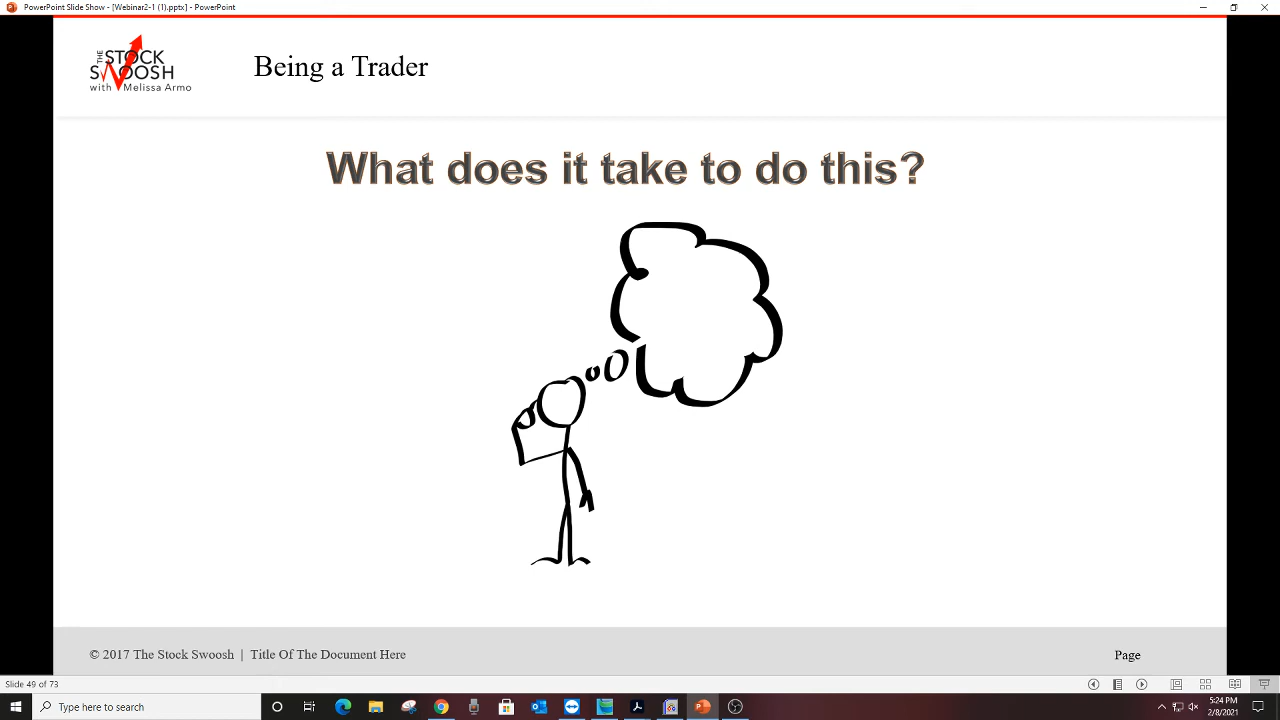 PowerPoint Slide Show - [Webinar2-1 (1).pptx] - PowerPoint
THE STOCK
SWOOSH
with Melissa Armo
Being a Trader
What does it take to do this?
© 2017 The Stock Swoosh | Title Of The Document Here
Page
Slide 49 of 73
Type here to search
5:24 PM
2/8/2021